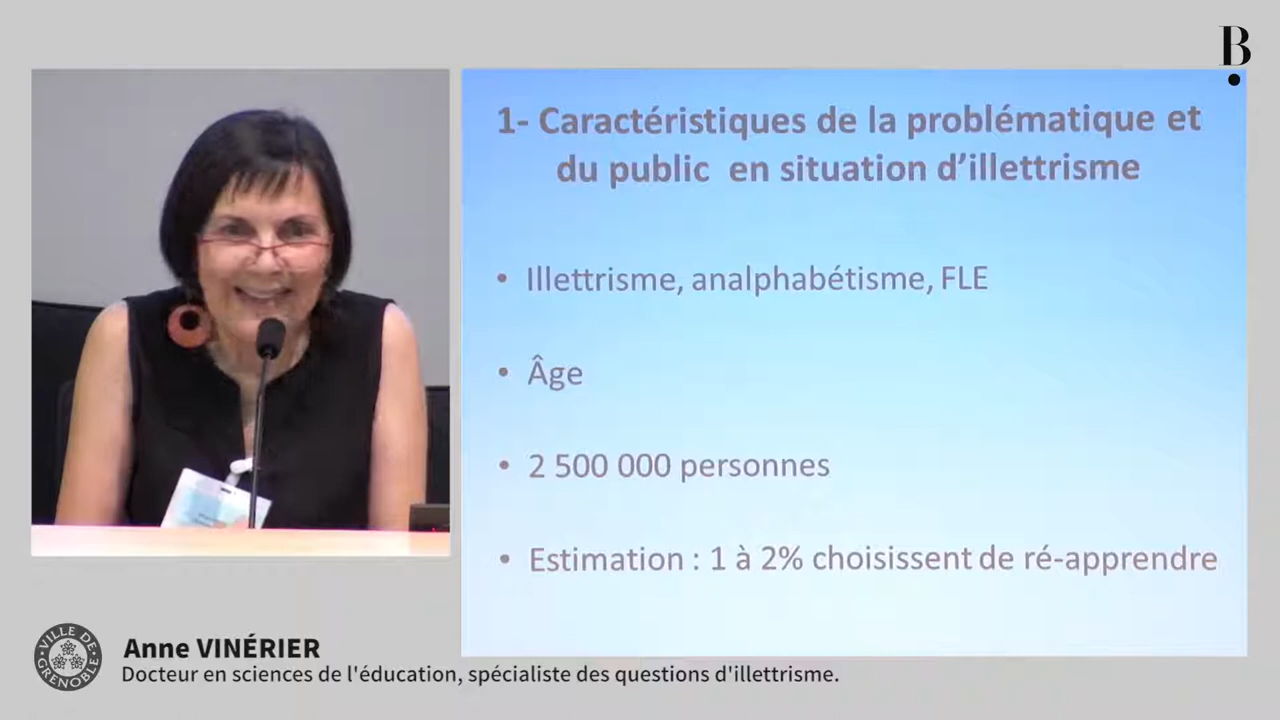 B
1- Caractéristiques de la problématique et
du public en situation d'illettrisme
• Illettrisme, analphabétisme, FLE
• Âge
• 2 500 000 personnes
• Estimation : 1 à 2% choisissent de ré-apprendre
VILLE DE GRENOBLE
Anne VINÉRIER
Docteur en sciences de l'éducation, spécialiste des questions d'illettrisme.